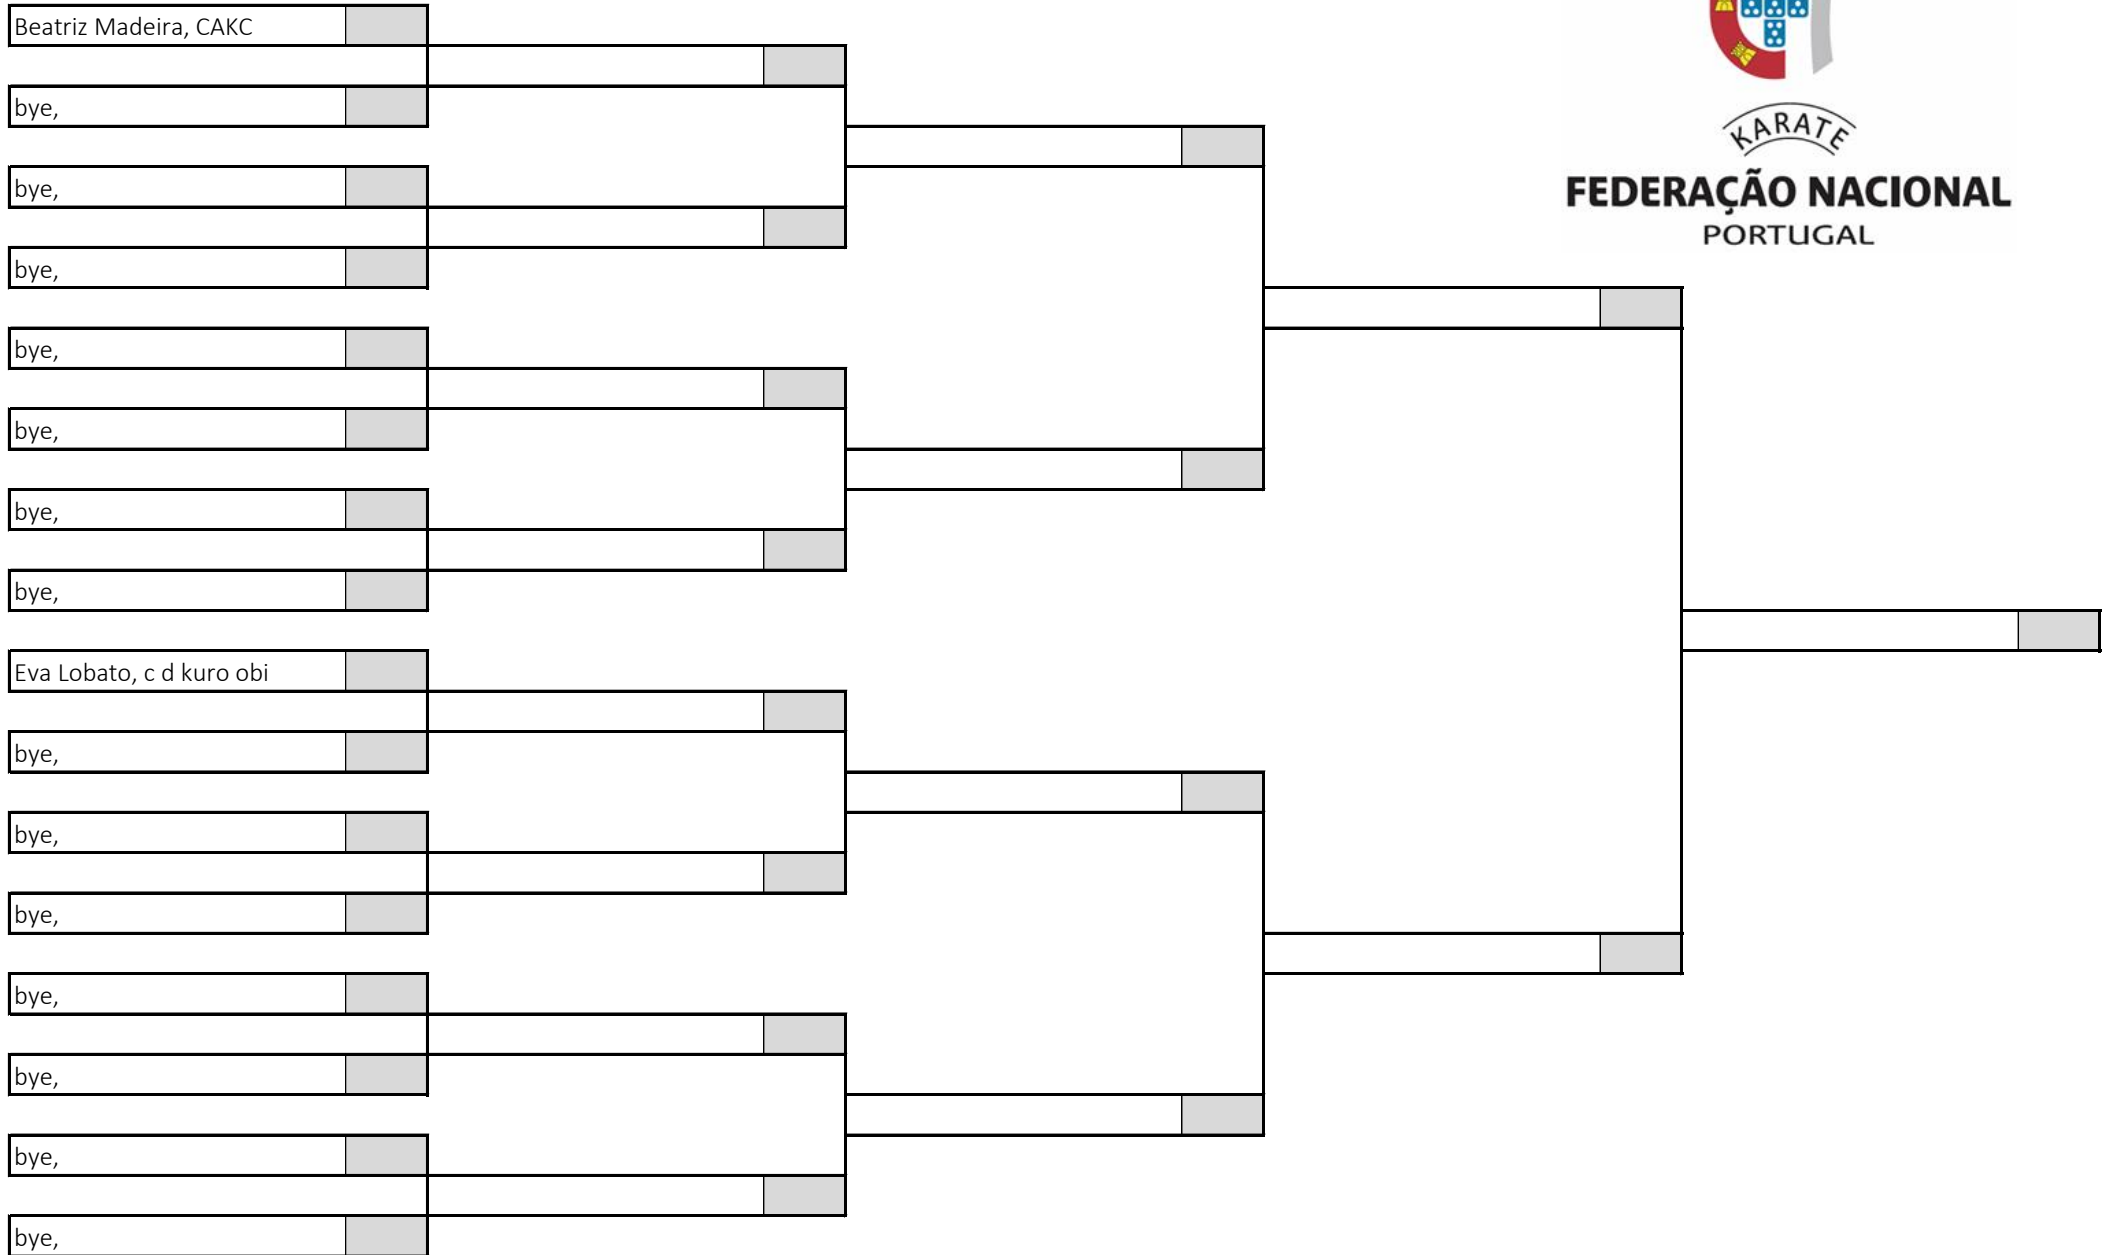 Beatriz Madeira, CAKC
bye,
bye,
bye,
bye,
bye,
bye,
bye,
Eva Lobato, c d kuro obi
bye,
bye,
bye,
bye,
bye,
bye,
bye,
KARATE
FEDERAÇÃO NACIONAL
PORTUGAL